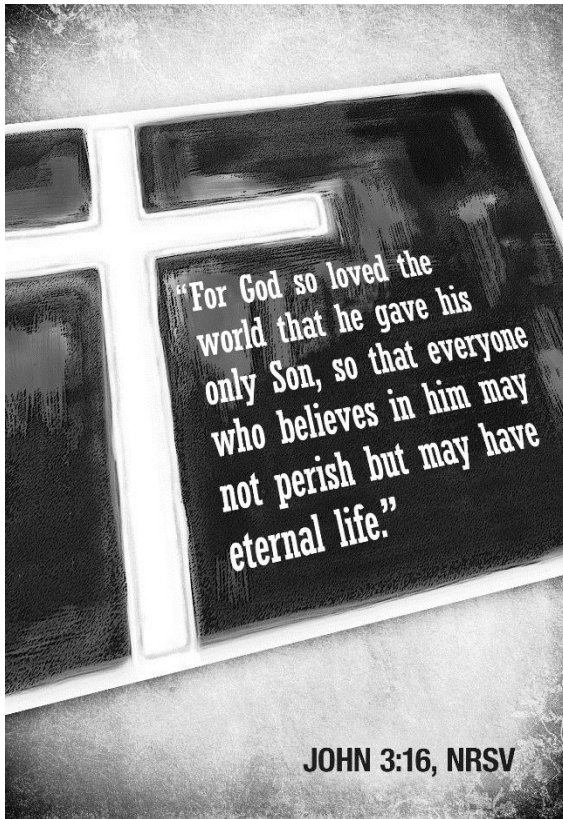 “For God so loved the
world that he gave his
only Son, so that everyone
who believes in him may
not perish but may have
eternal life.”
JOHN 3:16, NRSV